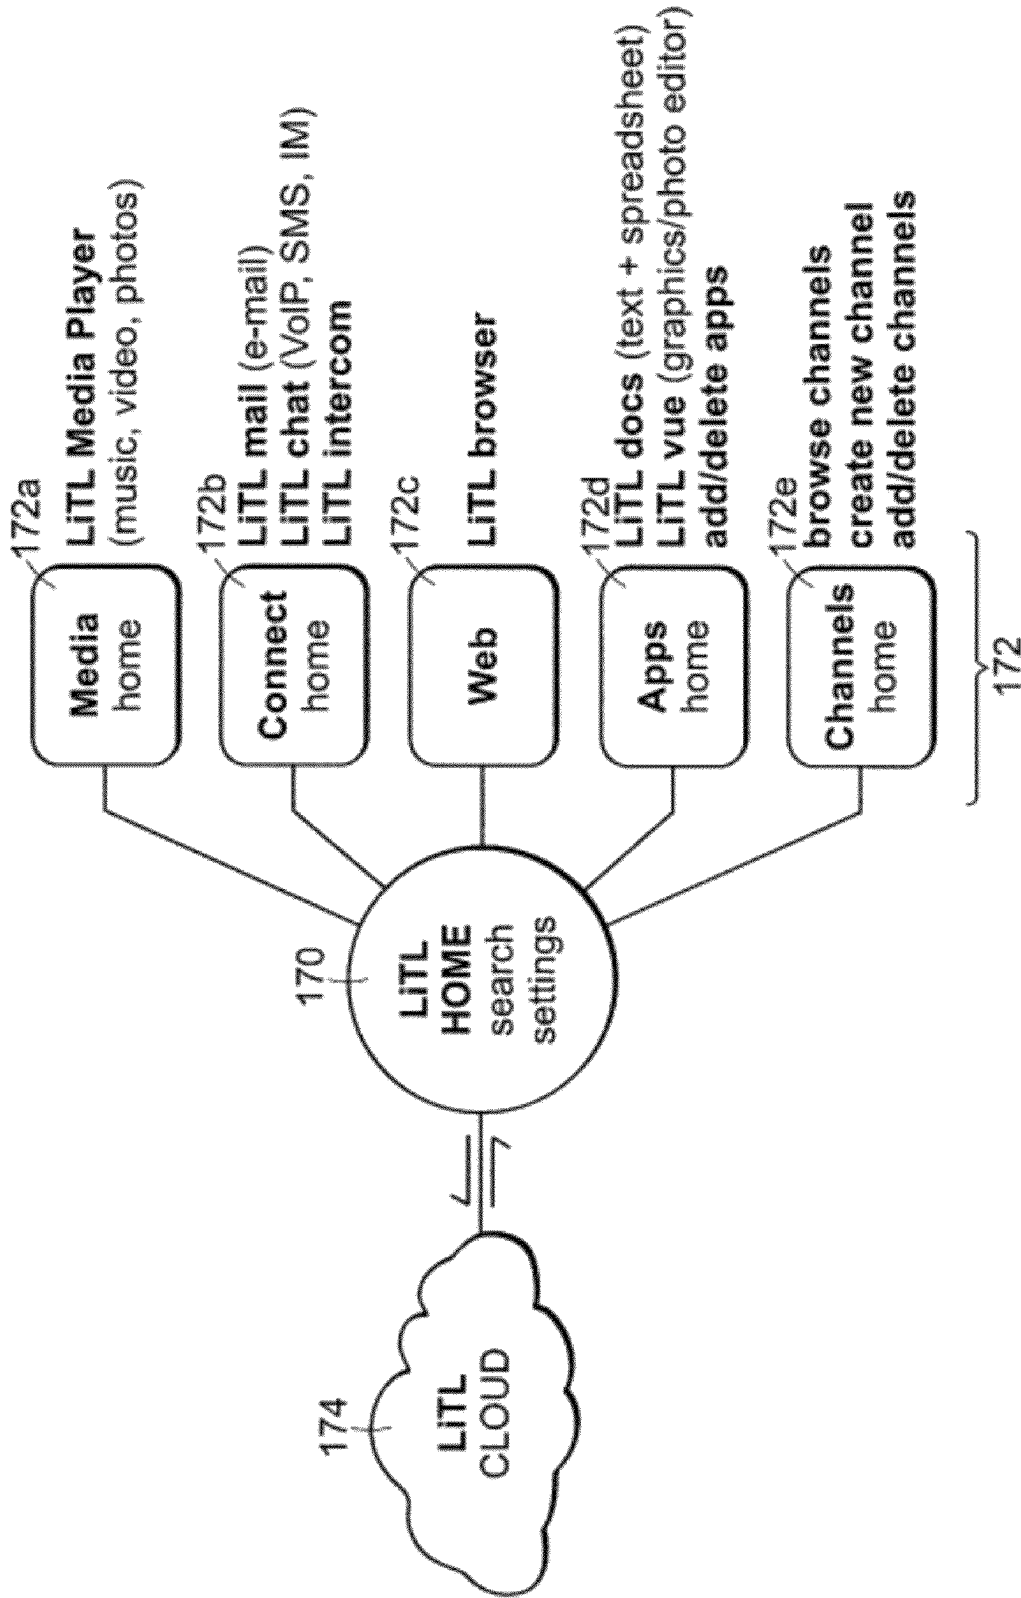 172a
Media
home
LiTL Media Player
(music, video, photos)
172b
Connect
home
LiTL mail (e-mail)
LiTL chat (VoIP, SMS, IM)
LiTL intercom
172c
Web
LiTL browser
172d
Apps
home
LiTL docs (text + spreadsheet)
LiTL vue (graphics/photo editor)
add/delete apps
172e
Channels
home
browse channels
create new channel
add/delete channels
172
170
LiTL
HOME
search
settings
174
LiTL
CLOUD